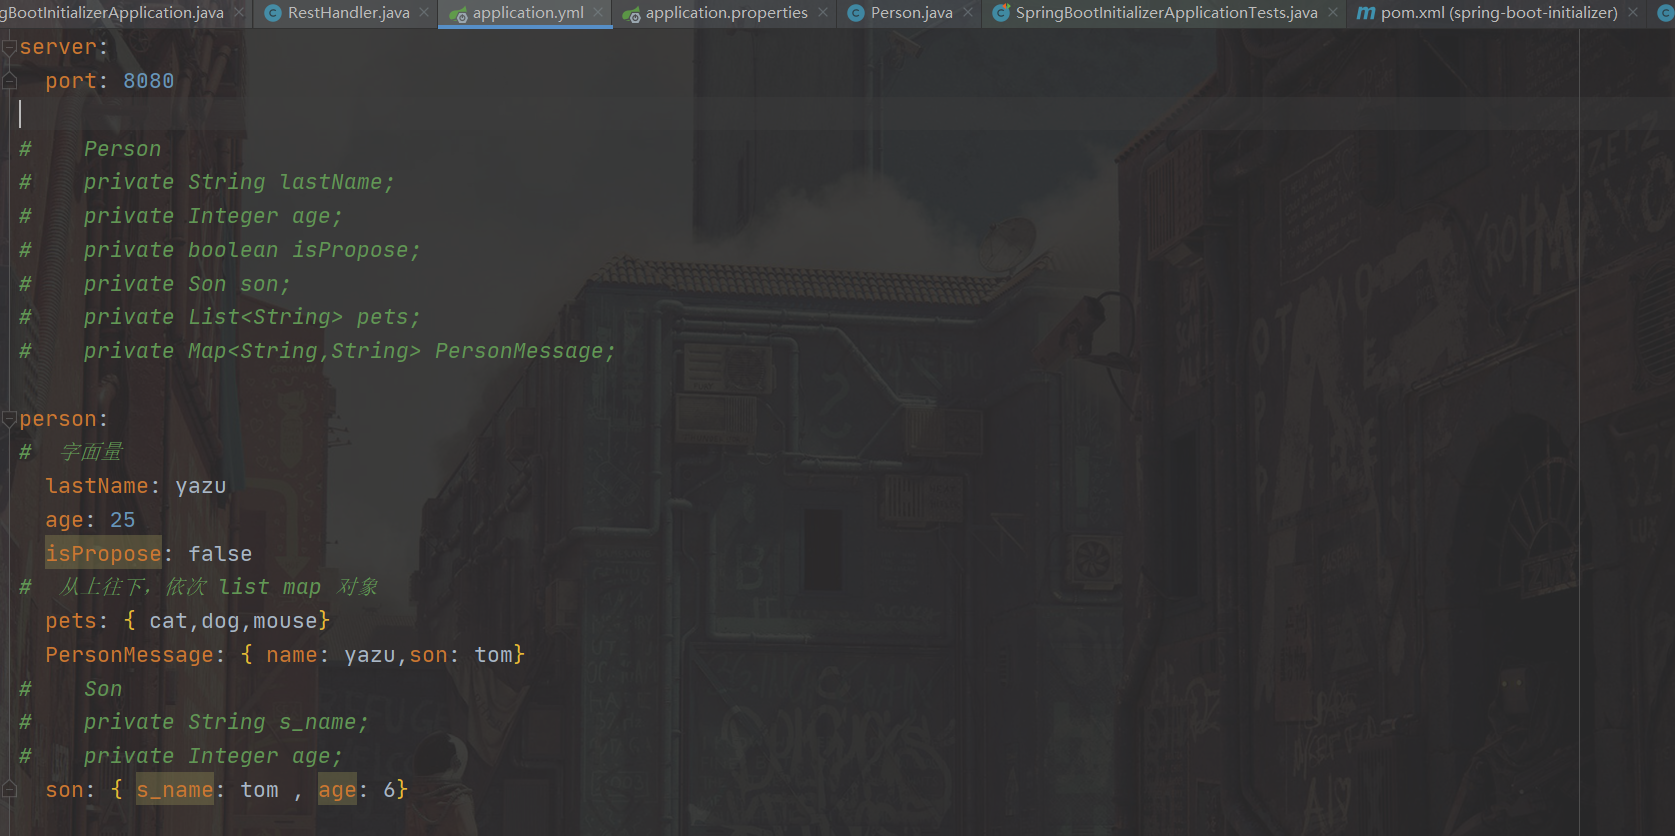 gBootInitializerApplication.java RestHandler.java application.yml application.properties Person.java SpringBootInitializerApplicationTests.java pom.xml (spring-boot-initializer)
server:
port: 8080
# Person
# private String lastName;
# private Integer age;
# private boolean isPropose;
# private Son son;
# private List<String> pets;
# private Map<String,String> PersonMessage;
person:
# 字面量
lastName: yazu
age: 25
isPropose: false
# 从上往下，依次 list map 对象
pets: { cat,dog,mouse}
PersonMessage: { name: yazu,son: tom}
# Son
# private String s_name;
# private Integer age;
son: { s_name: tom , age: 6}